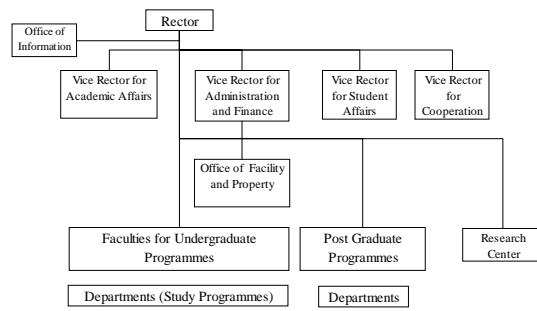 Rector
Office of
Information
Vice Rector for
Academic Affairs
Vice Rector for
Administration
and Finance
Vice Rector
for Student
Affairs
Vice Rector
for
Cooperation
Office of Facility
and Property
Faculties for Undergraduate
Programmes
Post Graduate
Programmes
Research
Center
Departments (Study Programmes)
Departments